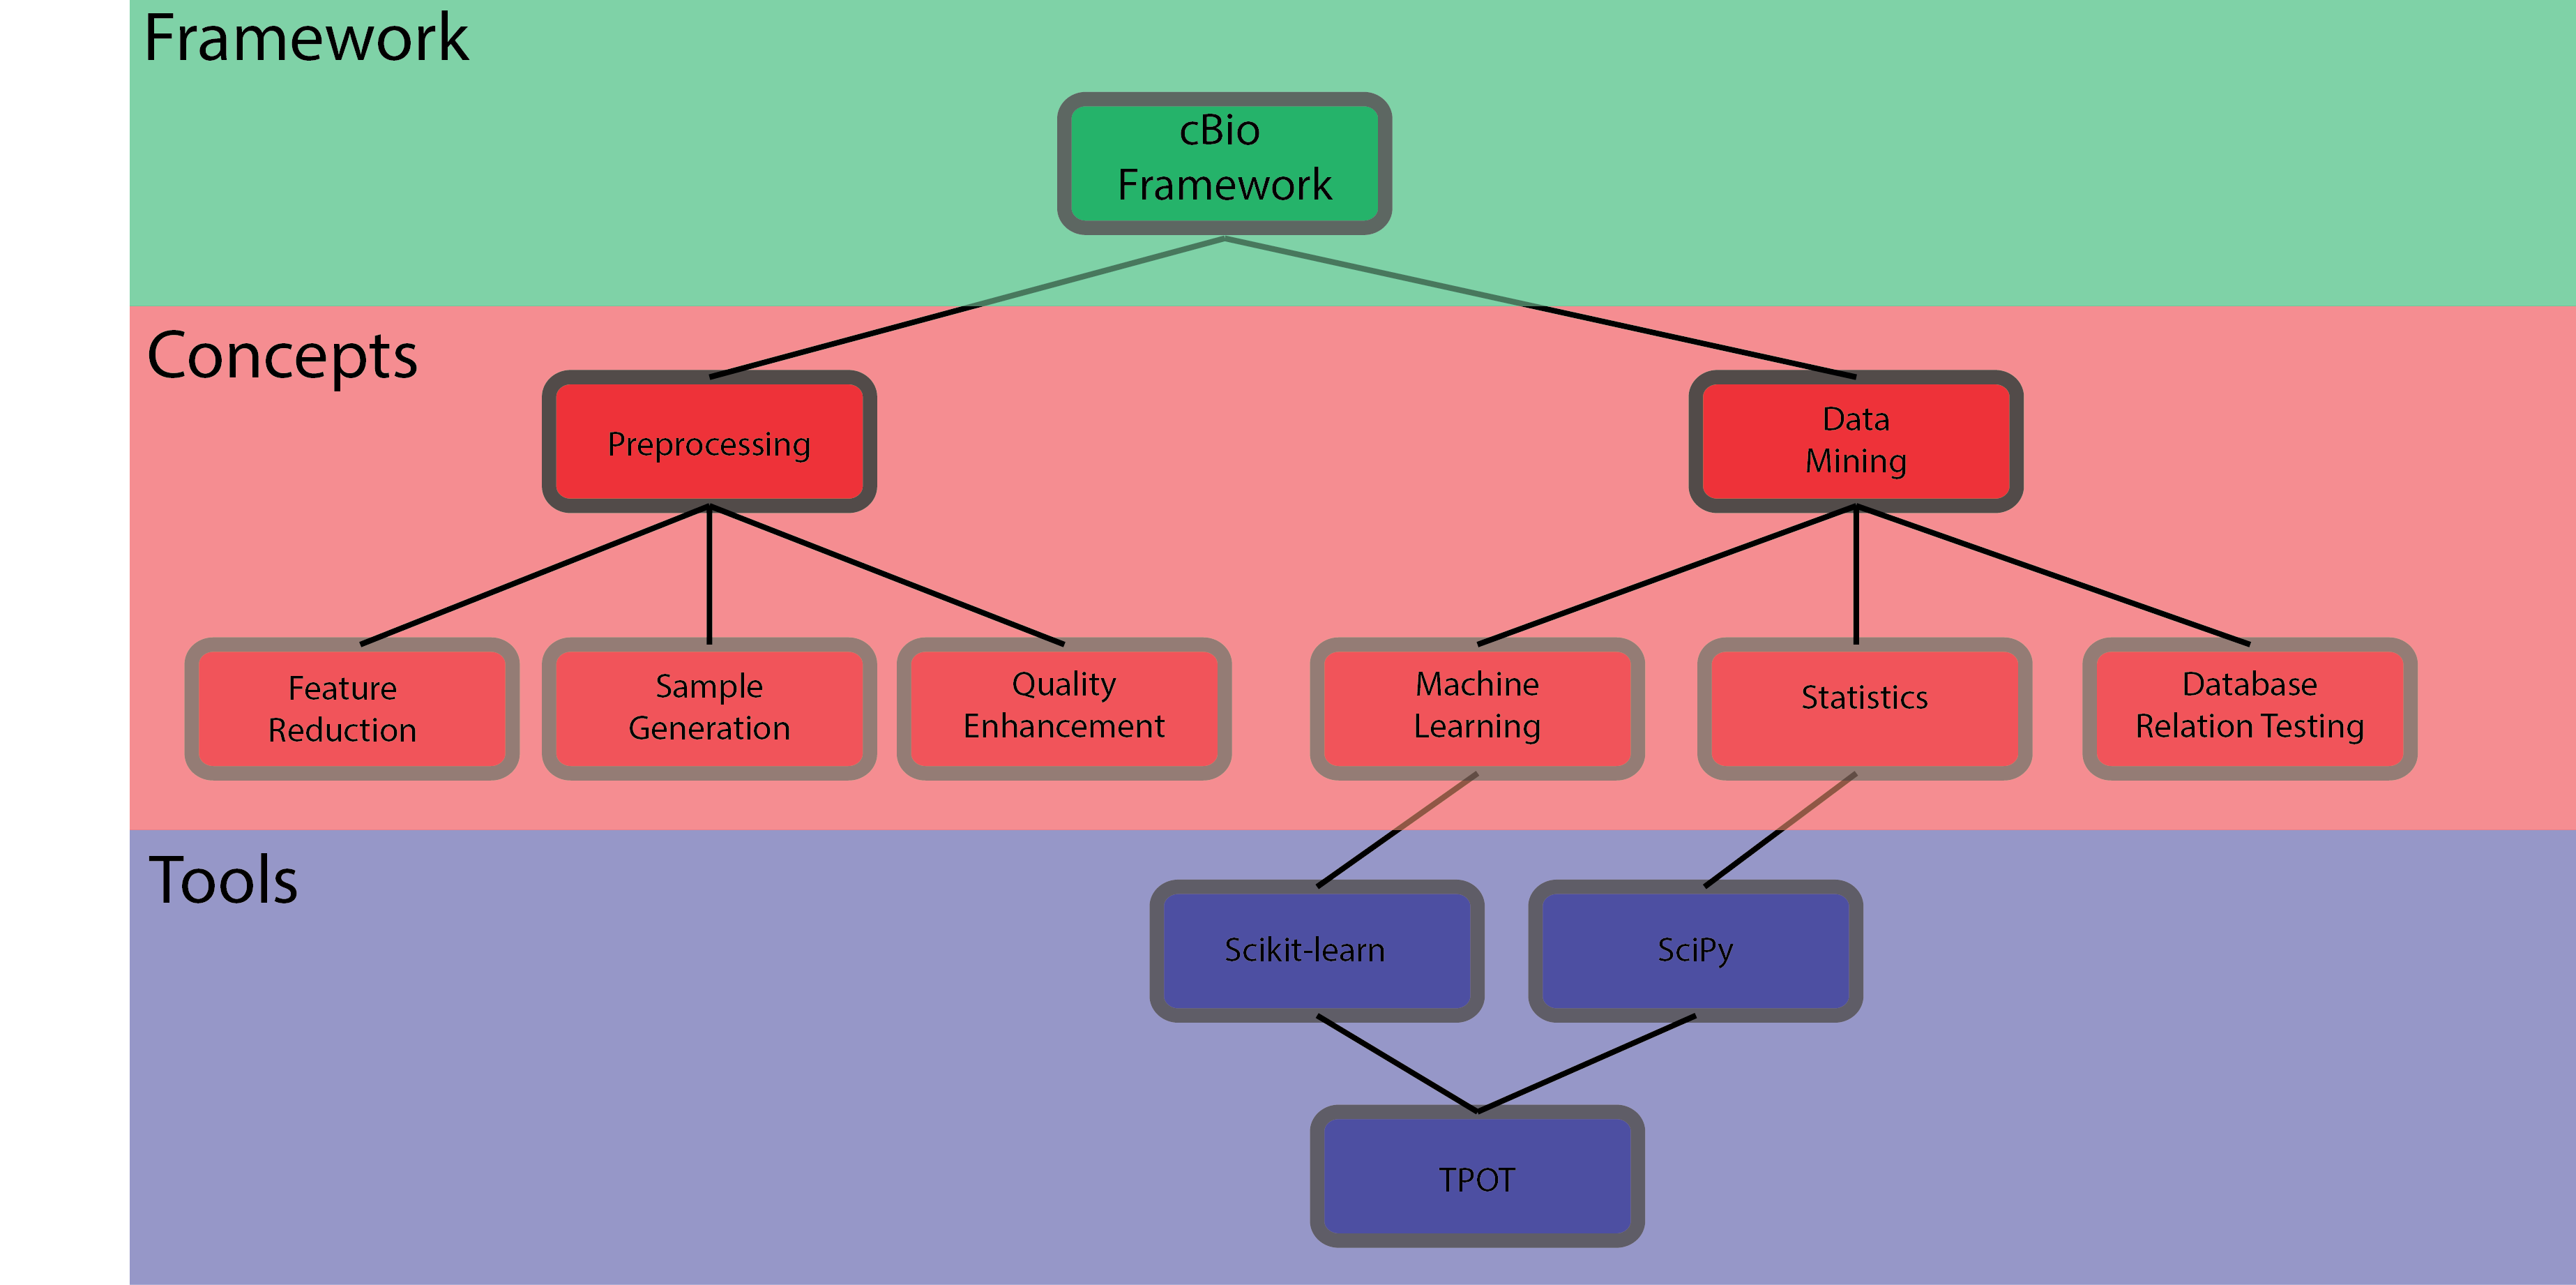 Framework
cBio
Framework
Concepts
Preprocessing
Data
Mining
Feature
Reduction
Sample
Generation
Quality
Enhancement
Machine
Learning
Statistics
Database
Relation Testing
Tools
Scikit-learn
SciPy
TPOT